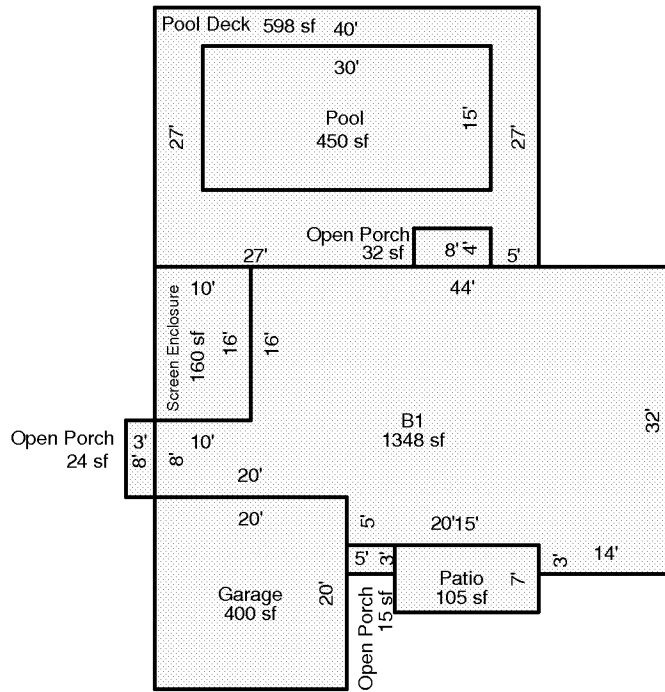 Pool Deck 598 sf
40'
30'
27'
Pool
450 sf
15'
27'
Open Porch
32 sf
8'
4'
27'
5'
10'
44'
Screen Enclosure
160 sf
16'
16'
Open Porch
24 sf
3'
8'
8'
10'
B1
1348 sf
32'
20'
20'
5'
20'15'
5'
3'
3'
14'
Garage
400 sf
20'
Open Porch
15 sf
Patio
105 sf
7'